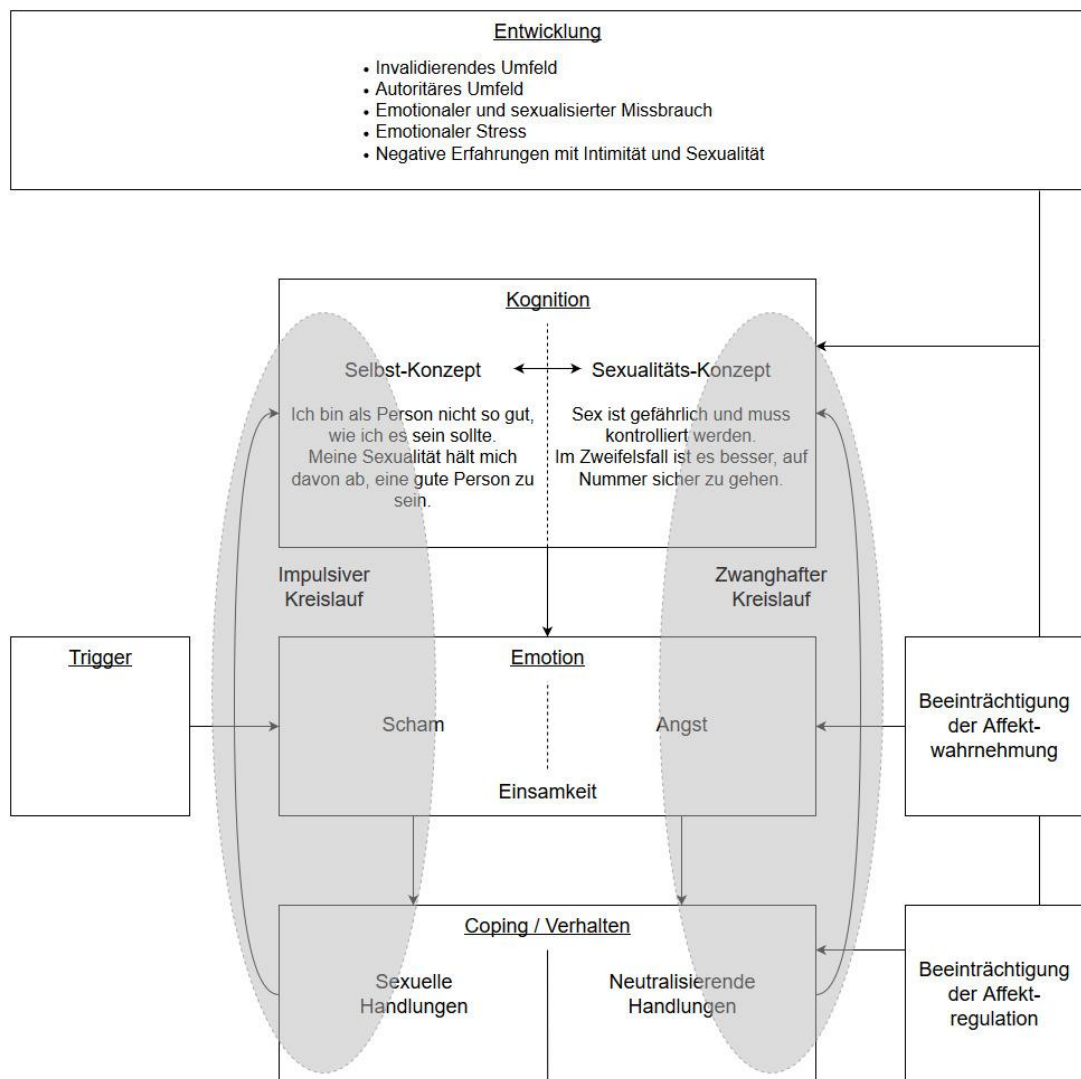 Entwicklung
• Invalidierendes Umfeld
• Autoritäres Umfeld
• Emotionaler und sexualisierter Missbrauch
• Emotionaler Stress
• Negative Erfahrungen mit Intimität und Sexualität
Kognition
Selbst-Konzept
Ich bin als Person nicht so gut,
wie ich es sein sollte.
Meine Sexualität hält mich
davon ab, eine gute Person zu
sein.
Sexualitäts-Konzept
Sex ist gefährlich und muss
kontrolliert werden.
Im Zweifelsfall ist es besser, auf
Nummer sicher zu gehen.
Impulsiver
Kreislauf
Zwanghafter
Kreislauf
Trigger
Emotion
Scham
Angst
Einsamkeit
Beeinträchtigung
der Affekt-
wahrnehmung
Coping / Verhalten
Sexuelle
Handlungen
Neutralisierende
Handlungen
Beeinträchtigung
der Affekt-
regulation